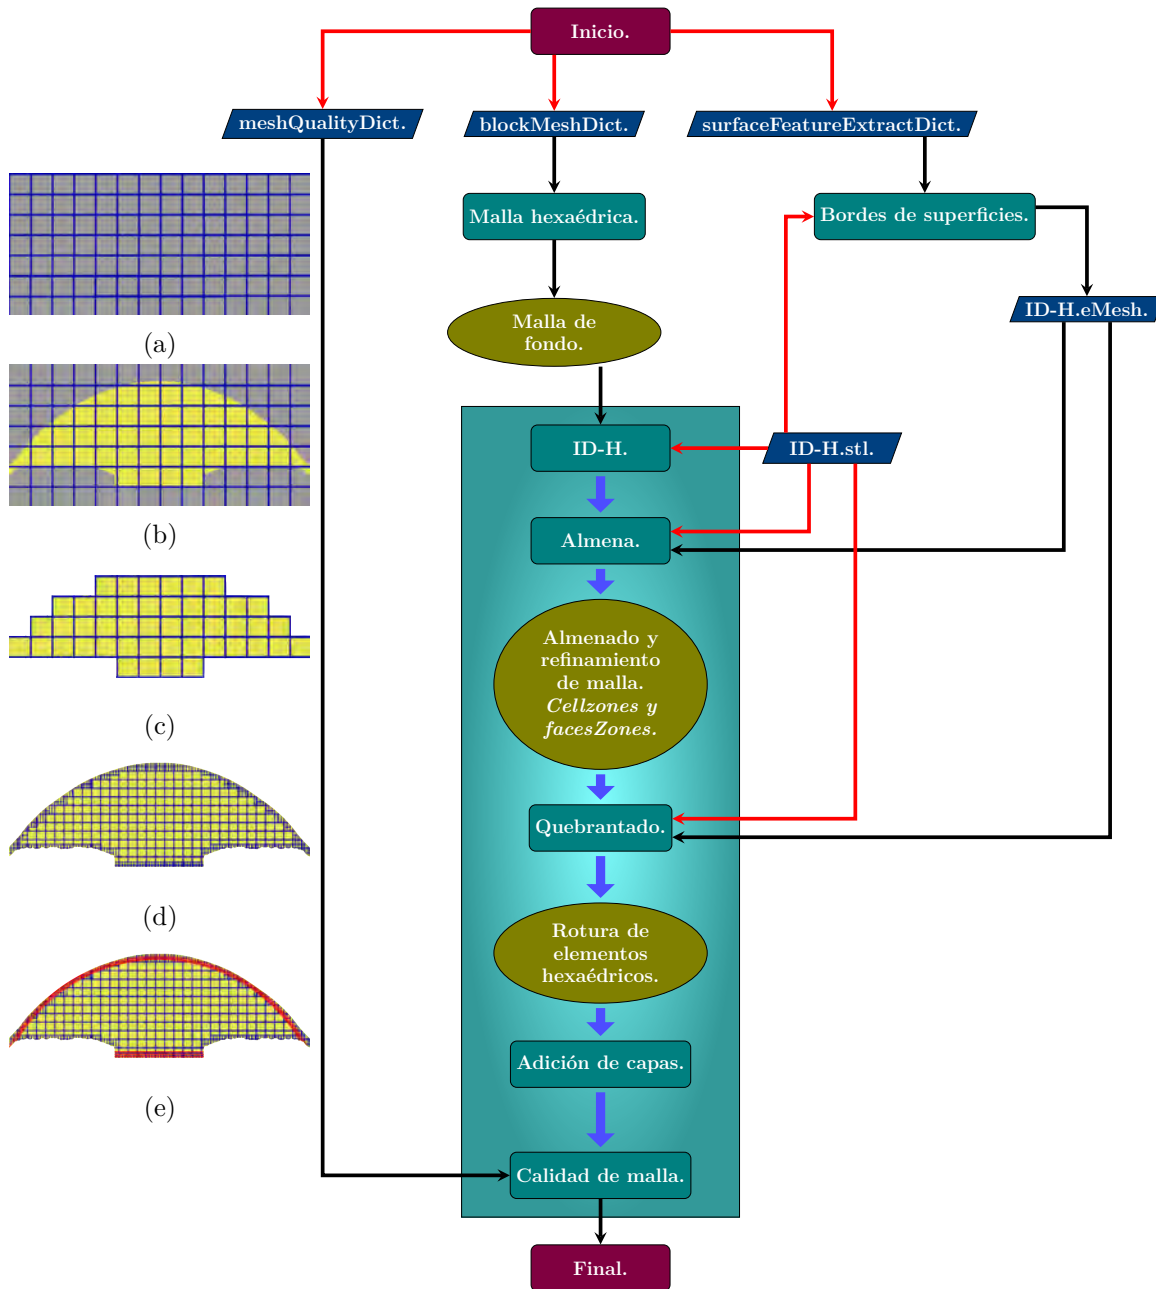 Inicio.
meshQualityDict.
blockMeshDict.
surfaceFeatureExtractDict.
Malla hexaédrica.
Bordes de superficies.
ID-H.eMesh.
Malla de
fondo.
(a)
ID-H.
ID-H.stl.
(b)
Almena.
Almenado y
refinamiento
de malla.
Cellzones y
facesZones.
(c)
Quebrantado.
(d)
Rotura de
elementos
hexaédricos.
Adición de capas.
(e)
Calidad de malla.
Final.